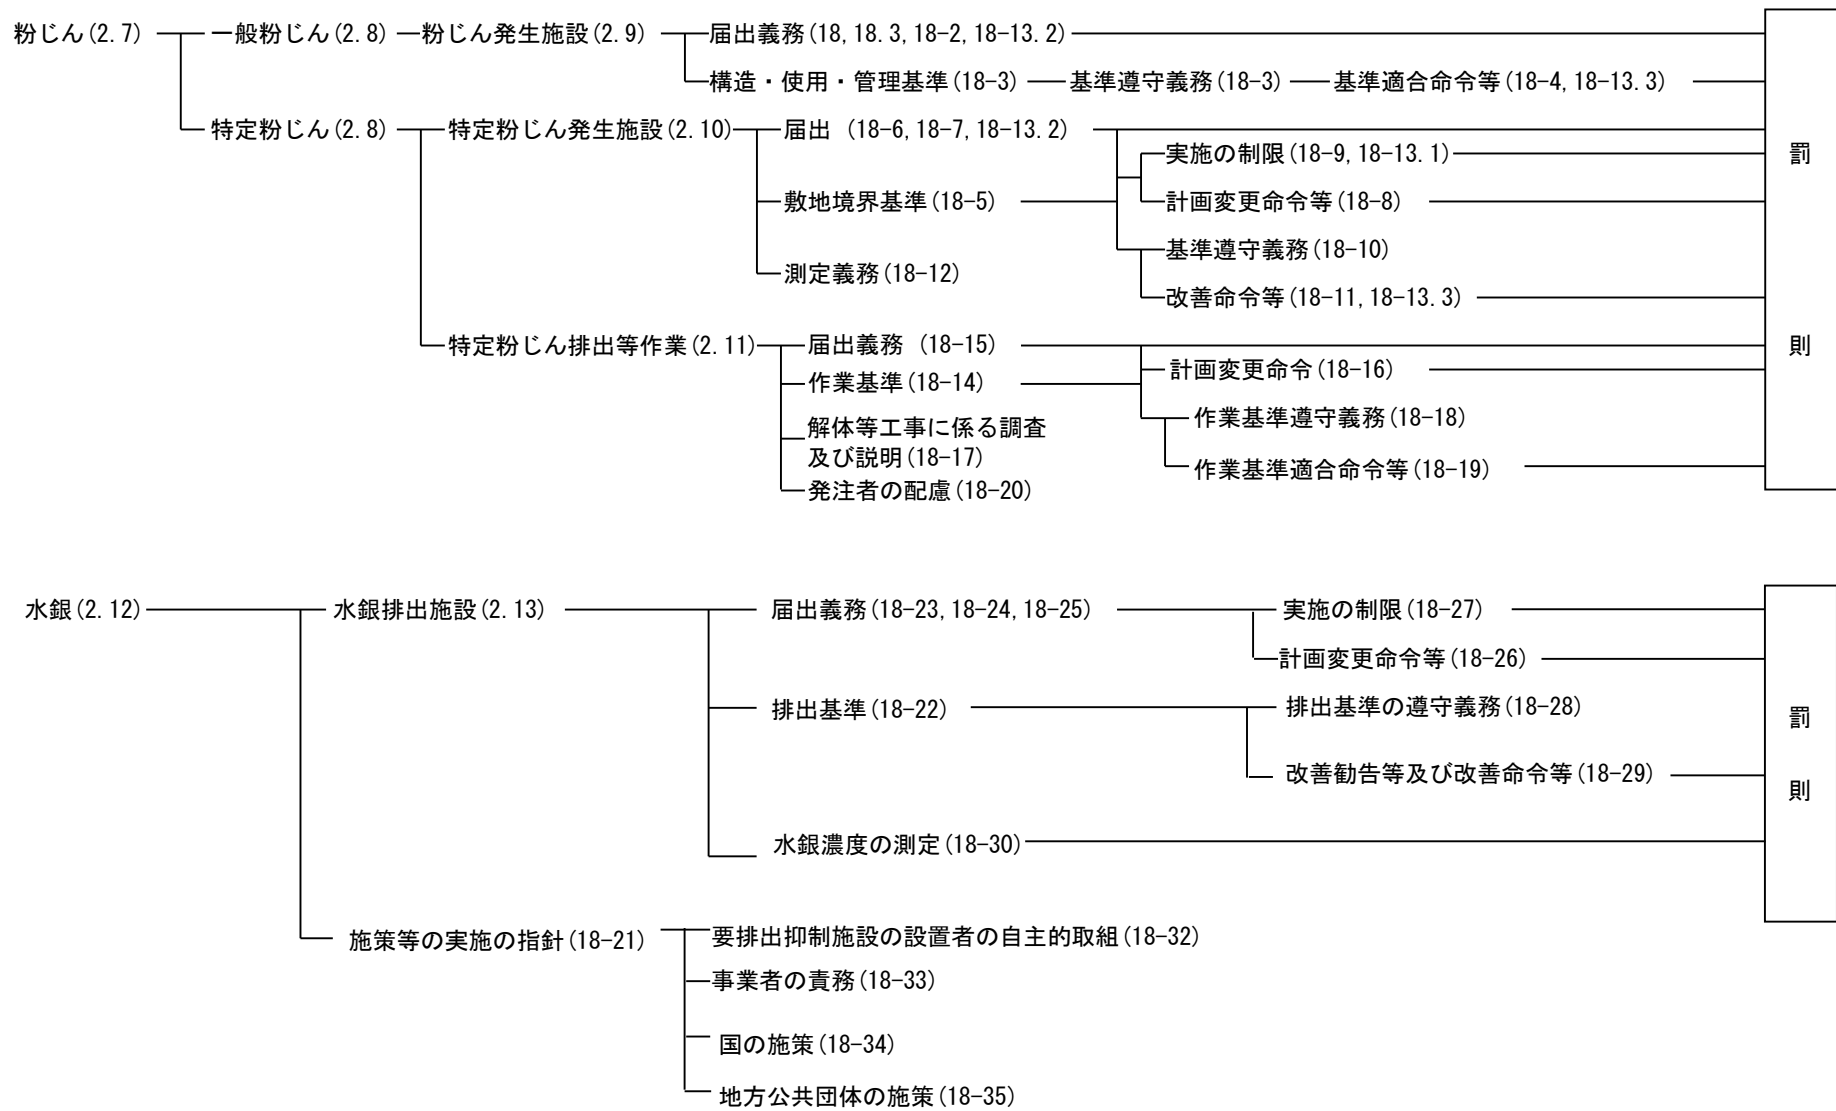 粉じん(2.7)
一般粉じん(2.8)
粉じん発生施設(2.9)
届出義務(18,18.3,18-2,18-13.2)
構造・使用・管理基準(18-3)
基準遵守義務(18-3)
基準適合命令等(18-4,18-13.3)
特定粉じん(2.8)
特定粉じん発生施設(2.10)
届出 (18-6,18-7,18-13.2)
実施の制限(18-9,18-13.1)
敷地境界基準(18-5)
計画変更命令等(18-8)
基準遵守義務(18-10)
測定義務(18-12)
改善命令等(18-11,18-13.3)
特定粉じん排出等作業(2.11)
届出義務 (18-15)
計画変更命令(18-16)
作業基準(18-14)
作業基準遵守義務(18-18)
解体等工事に係る調査
及び説明(18-17)
作業基準適合命令等(18-19)
発注者の配慮(18-20)
罰
則
水銀(2.12)
水銀排出施設(2.13)
届出義務(18-23,18-24,18-25)
実施の制限(18-27)
計画変更命令等(18-26)
排出基準(18-22)
排出基準の遵守義務(18-28)
改善勧告等及び改善命令等(18-29)
水銀濃度の測定(18-30)
罰
則
施策等の実施の指針(18-21)
要排出抑制施設の設置者の自主的取組(18-32)
事業者の責務(18-33)
国の施策(18-34)
地方公共団体の施策(18-35)